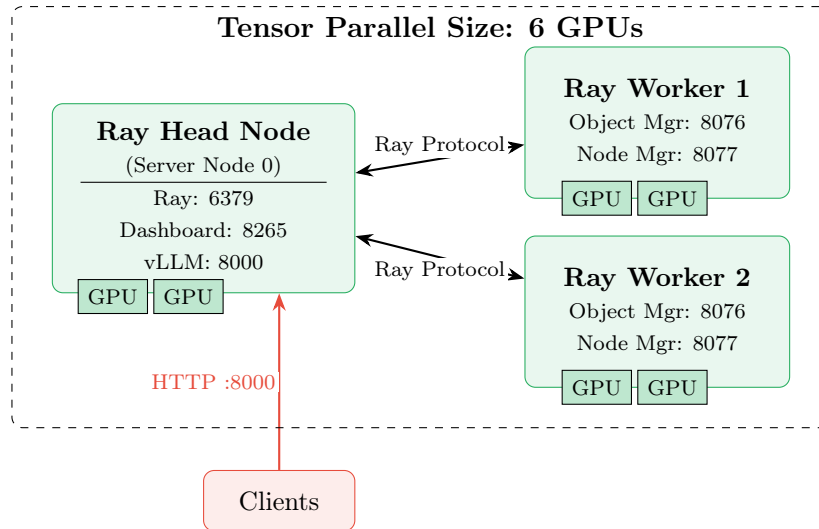 Tensor Parallel Size: 6 GPUs
Ray Head Node
(Server Node 0)
Ray: 6379
Dashboard: 8265
vLLM: 8000
GPU GPU
Ray Protocol
Ray Protocol
Ray Worker 1
Object Mgr: 8076
Node Mgr: 8077
GPU GPU
Ray Worker 2
Object Mgr: 8076
Node Mgr: 8077
GPU GPU
HTTP :8000
Clients